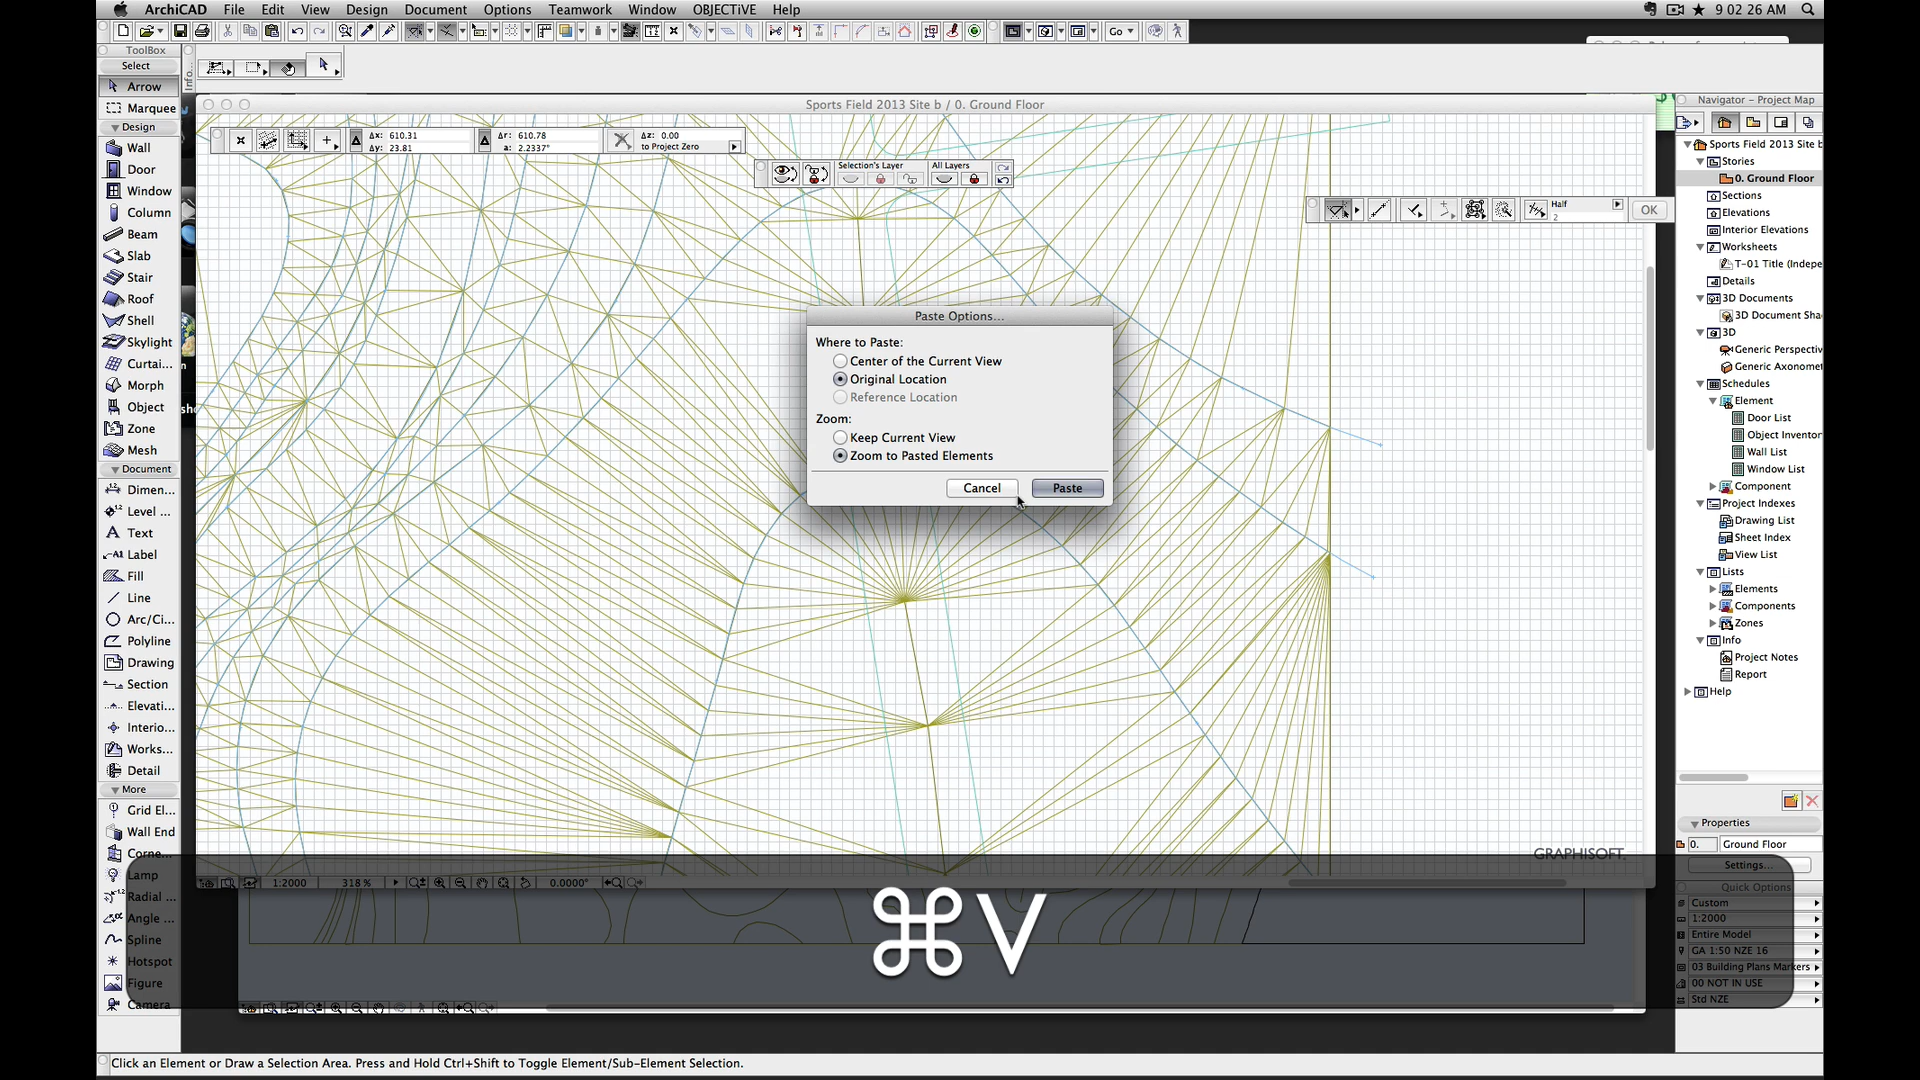 ArchiCAD File Edit View Design Document Options Teamwork Window OBJECTiVE Help
9 02 26 AM
Go
ToolBox
Select
Arrow
Marquee
Design
Wall
Door
Window
Column
Beam
Slab
Stair
Roof
Shell
Skylight
Curtai...
Morph
Object
Zone
Mesh
Document
Dimen...
Level ...
Text
Label
Fill
Line
Arc/Ci...
Polyline
Drawing
Section
Elevati...
Interio...
Works...
Detail
More
Grid El...
Wall End
Corne...
Lamp
Radial ...
Angle ...
Spline
Hotspot
Figure
Camera
Sports Field 2013 Site b / 0. Ground Floor
Δx: 610.31
Δy: 23.81
Δr: 610.78
a: 2.2337°
Δz: 0.00
to Project Zero
Selection's Layer
All Layers
Half
2
OK
Paste Options...
Where to Paste:
Center of the Current View
Original Location
Reference Location
Zoom:
Keep Current View
Zoom to Pasted Elements
Cancel
Paste
GRAPHISOFT.
1:2000
318 %
0.0000°
⌘V
Navigator - Project Map
Sports Field 2013 Site b
Stories
0. Ground Floor
Sections
Elevations
Interior Elevations
Worksheets
T-01 Title (Indepe
Details
3D Documents
3D Document Sha
3D
Generic Perspectiv
Generic Axonomet
Schedules
Element
Door List
Object Inventor
Wall List
Window List
Component
Project Indexes
Drawing List
Sheet Index
View List
Lists
Elements
Components
Zones
Info
Project Notes
Report
Help
Properties
0.
Ground Floor
Settings...
Quick Options
Custom
1:2000
Entire Model
GA 1:50 NZE 16
03 Building Plans Markers
00 NOT IN USE
Std NZE
Click an Element or Draw a Selection Area. Press and Hold Ctrl+Shift to Toggle Element/Sub-Element Selection.